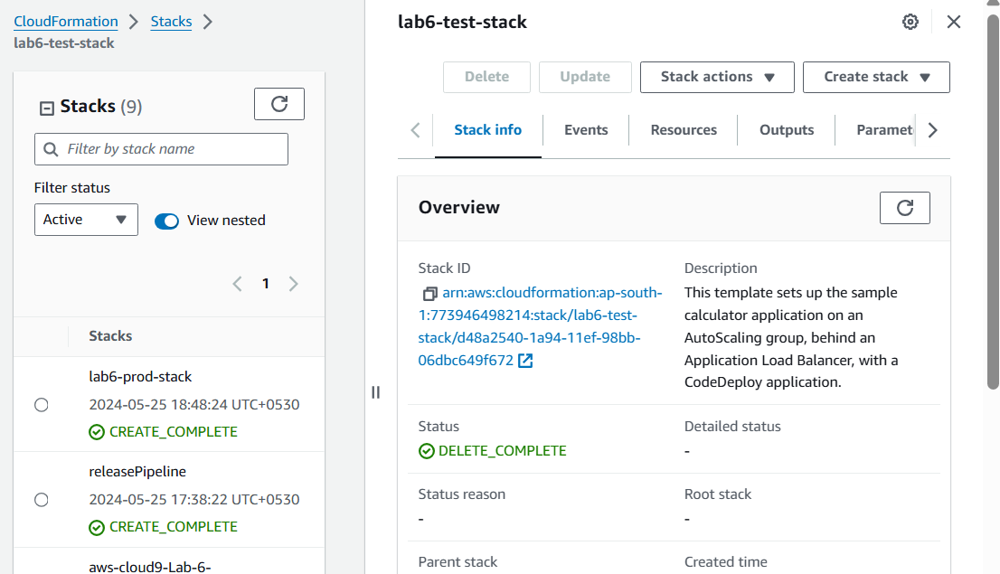 CloudFormation > Stacks >
lab6-test-stack
Stacks (9)
Filter by stack name
Filter status
Active
View nested
1
Stacks
lab6-prod-stack
2024-05-25 18:48:24 UTC+0530
CREATE_COMPLETE
releasePipeline
2024-05-25 17:38:22 UTC+0530
CREATE_COMPLETE
aws-cloud9-Lab-6-
lab6-test-stack
Delete Update Stack actions Create stack
Stack info Events Resources Outputs Paramet
Overview
Stack ID
arn:aws:cloudformation:ap-south-
1:773946498214:stack/lab6-test-
stack/d48a2540-1a94-11ef-98bb-
06dbc649f672
Description
This template sets up the sample
calculator application on an
AutoScaling group, behind an
Application Load Balancer, with a
CodeDeploy application.
Status
DELETE_COMPLETE
Detailed status
-
Status reason
-
Root stack
-
Parent stack
Created time